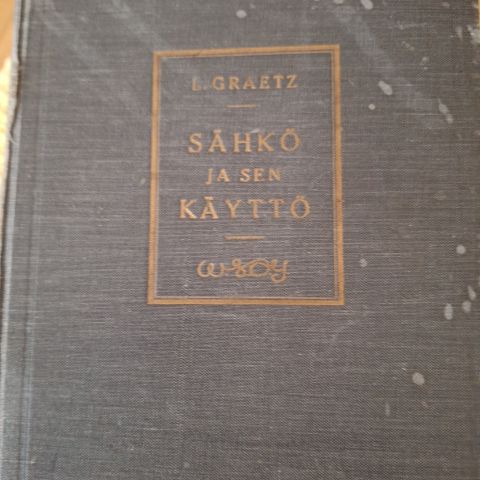 L. GRAETZ
SÄHKÖ
JA SEN
KÄYTTÖ
WSOY